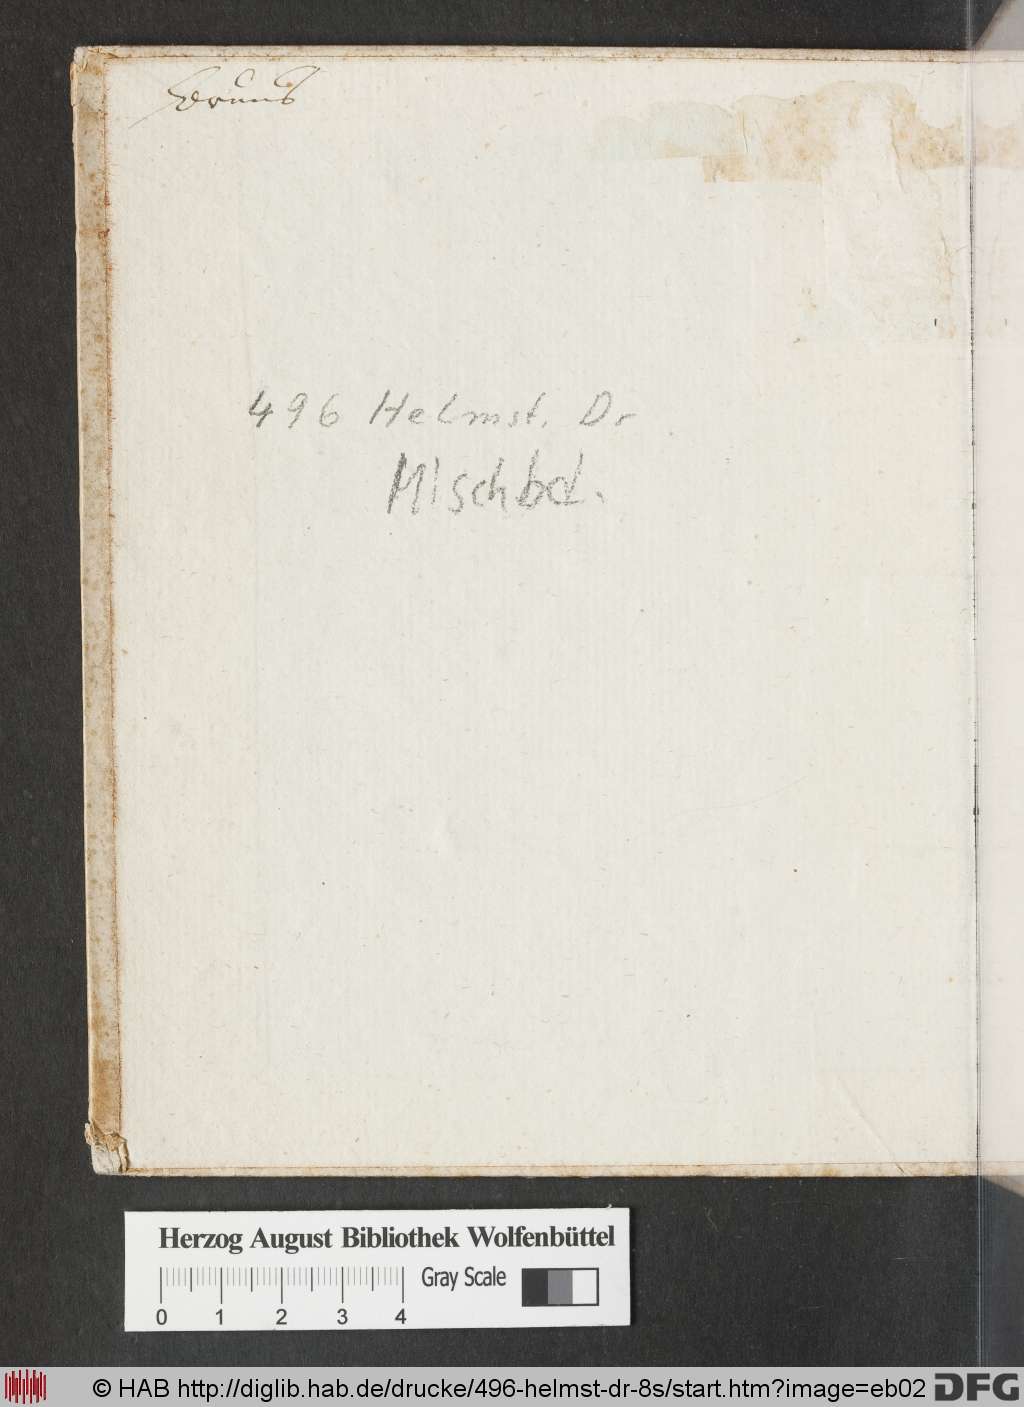 Bruns
496 Helmst. Dr
Mischbd.
Herzog August Bibliothek Wolfenbüttel
Gray Scale
0 1 2 3 4
© HAB http://diglib.hab.de/drucke/496-helmst-dr-8s/start.htm?image=eb02 DFG